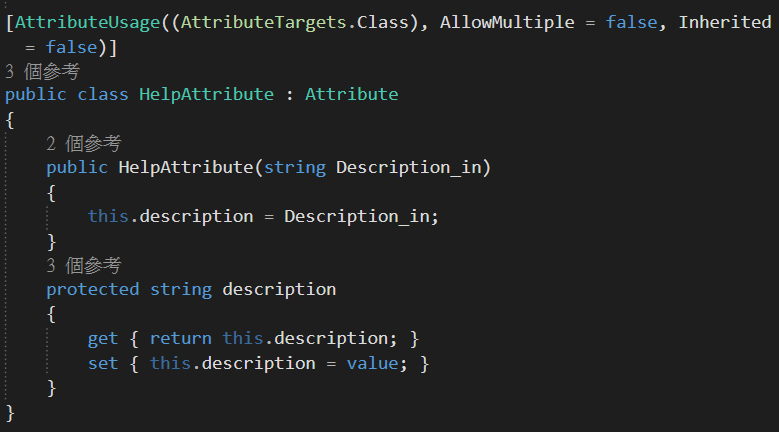 [AttributeUsage((AttributeTargets.Class), AllowMultiple = false, Inherited
= false)]
3 個參考
public class HelpAttribute : Attribute
{
2 個參考
public HelpAttribute(string Description_in)
{
this.description = Description_in;
}
3 個參考
protected string description
{
get { return this.description; }
set { this.description = value; }
}
}